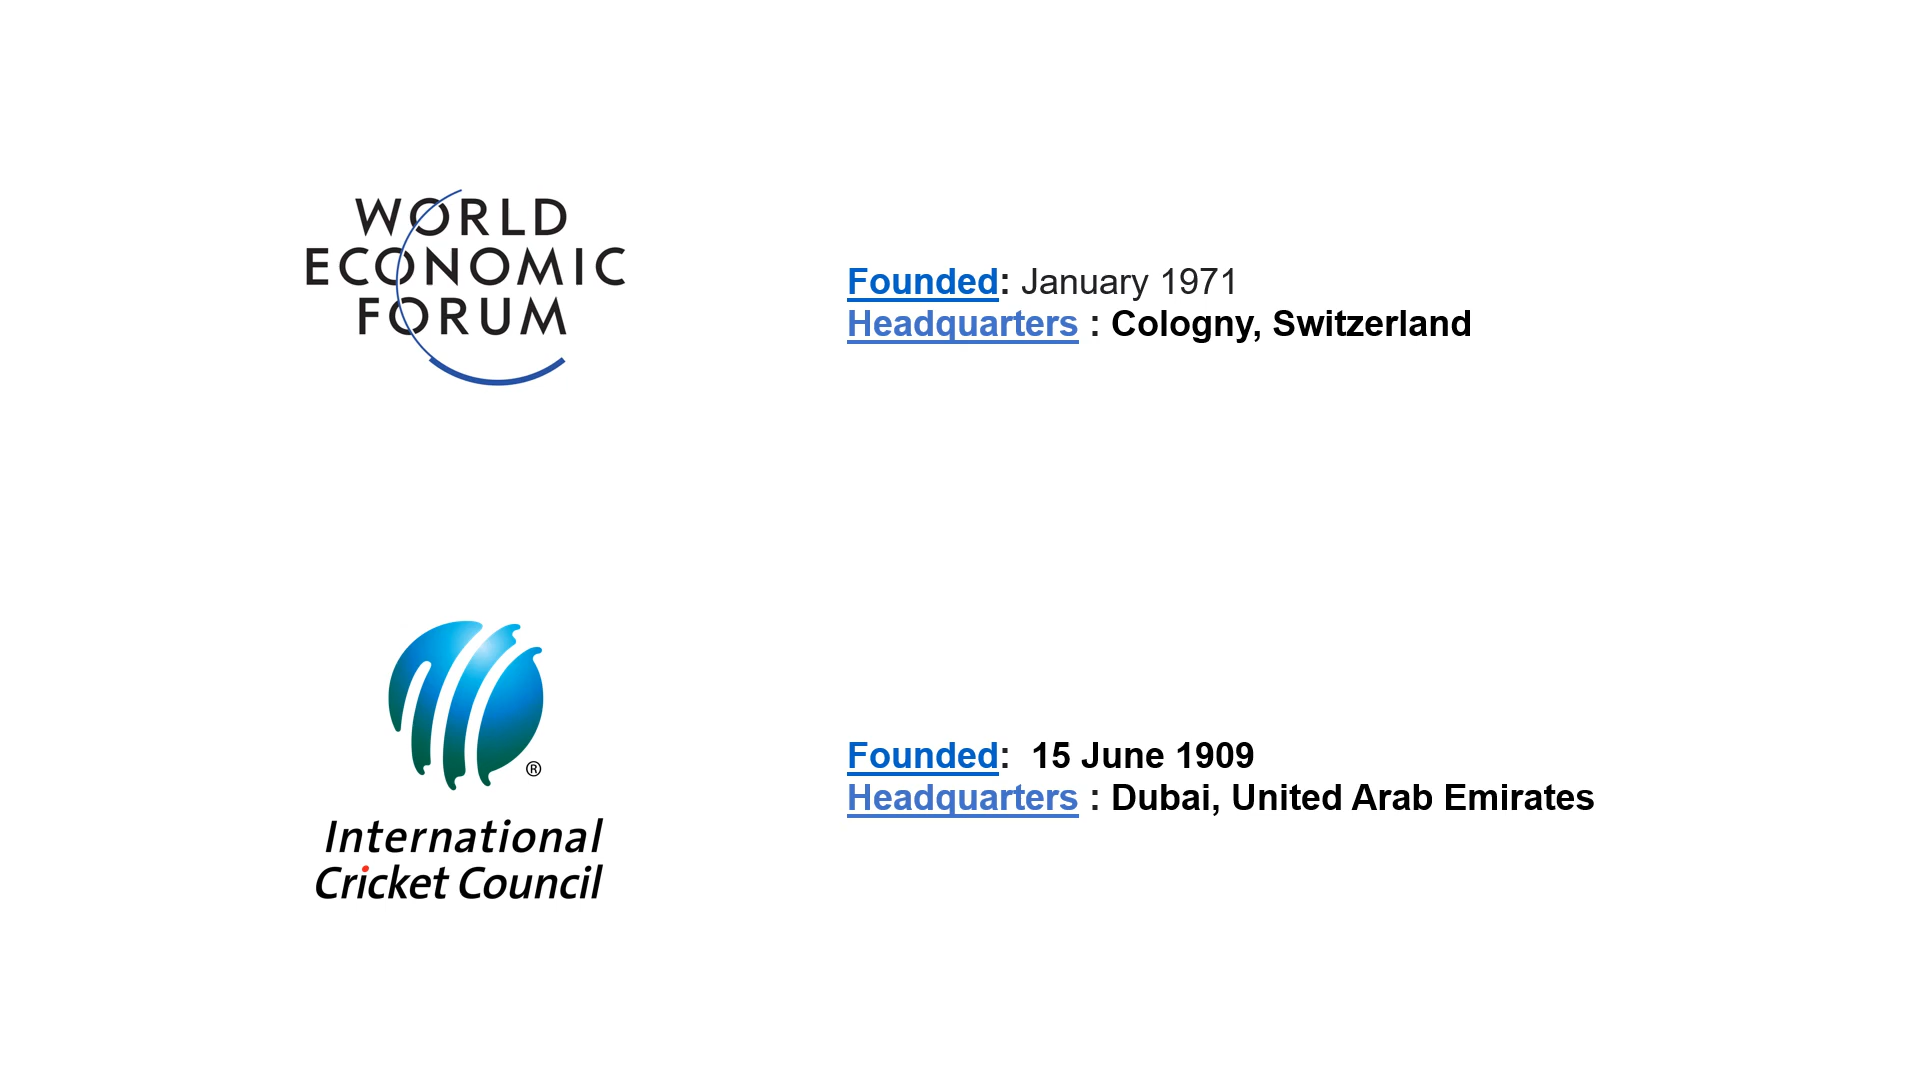 WORLD
ECONOMIC
FORUM
Founded: January 1971
Headquarters : Cologny, Switzerland
®
International
Cricket Council
Founded:  15 June 1909
Headquarters : Dubai, United Arab Emirates